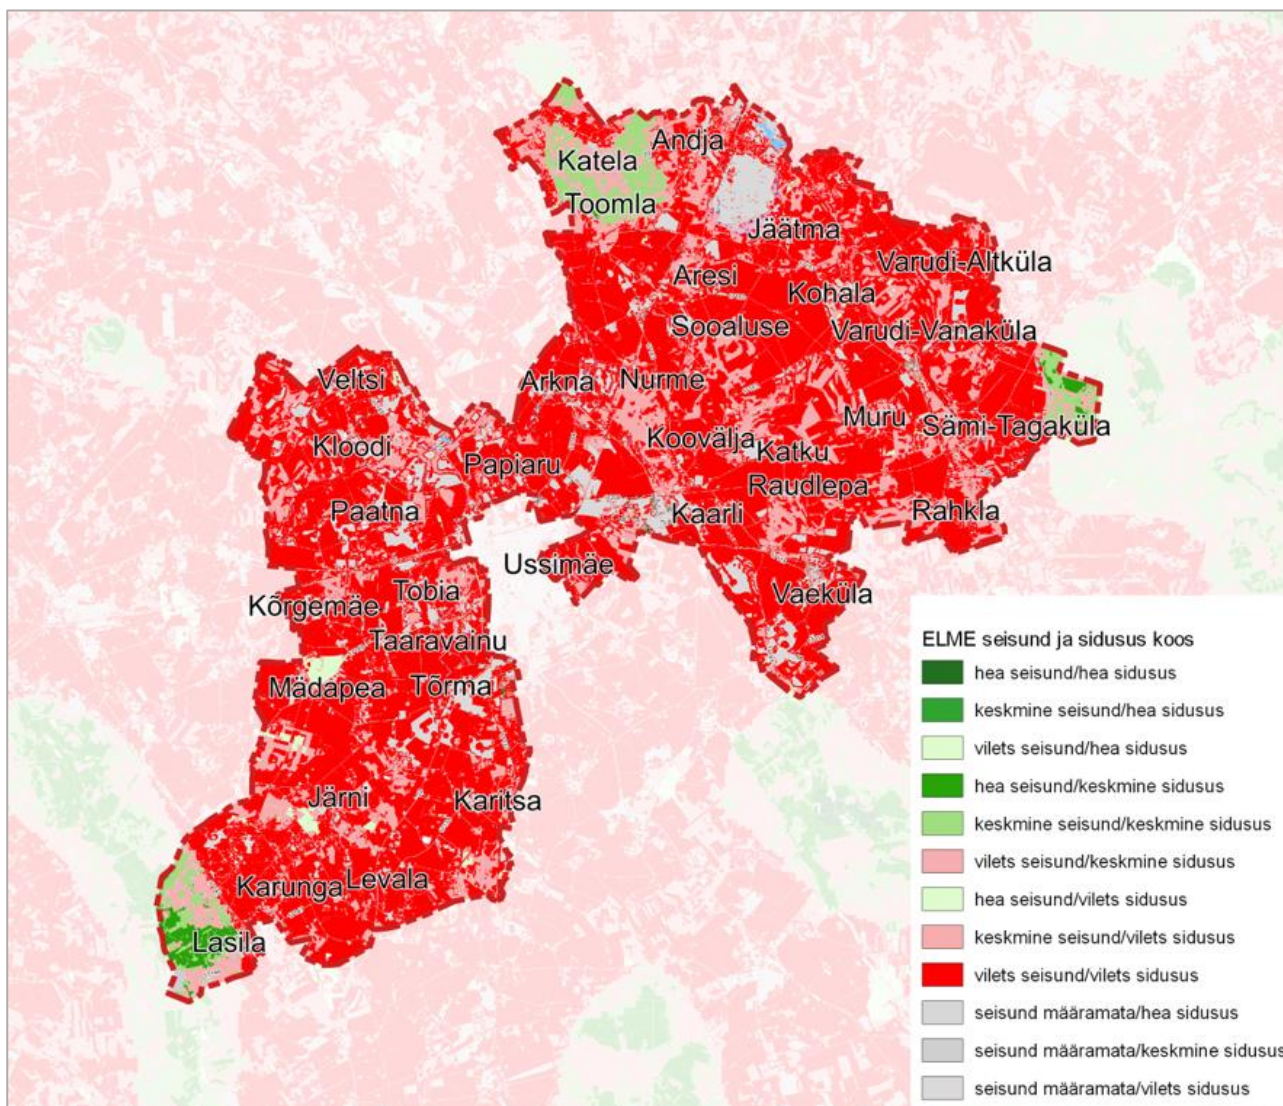 Andja
Katela
Toomla
Jäätma
Varudi-Altküla
Aresi
Kohala
Sooaluse
Varudi-Vanaküla
Veltsi
Arkna
Nurme
Muru
Sämi-Tagaküla
Kloodi
Koovälja
Katku
Papiaru
Raudlepa
Paatna
Kaarli
Rahkla
Ussimäe
Tobia
Vaeküla
Kõrgemäe
Taaravainu
Mädapea
Tõrma
Järni
Karitsa
Karunga
Levala
Lasila
ELME seisund ja sidusus koos
hea seisund/hea sidusus
keskmine seisund/hea sidusus
vilets seisund/hea sidusus
hea seisund/keskmine sidusus
keskmine seisund/keskmine sidusus
vilets seisund/keskmine sidusus
hea seisund/vilets sidusus
keskmine seisund/vilets sidusus
vilets seisund/vilets sidusus
seisund määramata/hea sidusus
seisund määramata/keskmine sidusus
seisund määramata/vilets sidusus